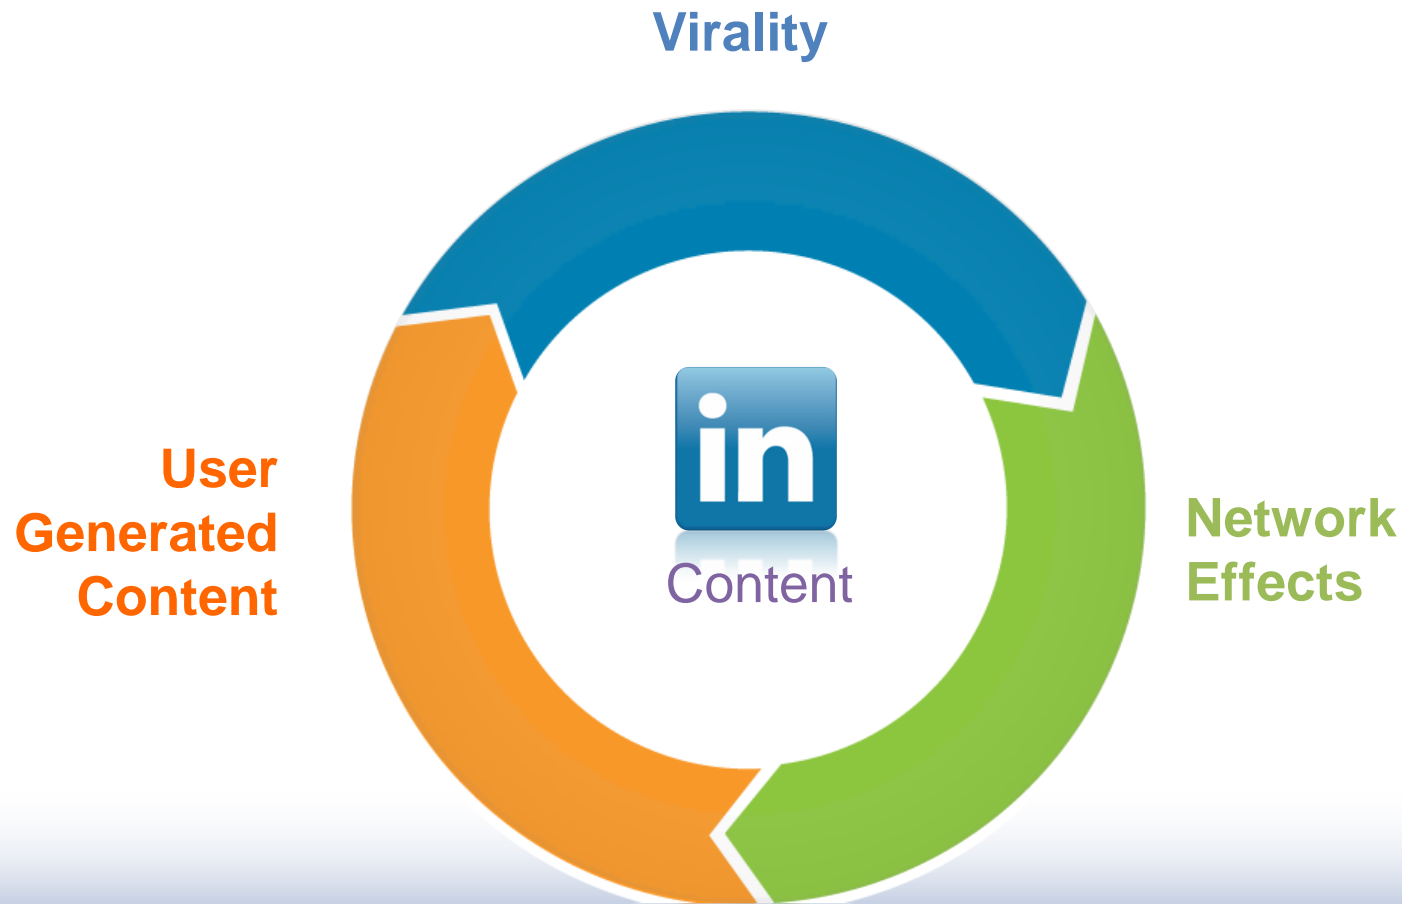 Virality
User
Generated
Content
in
Content
Network
Effects